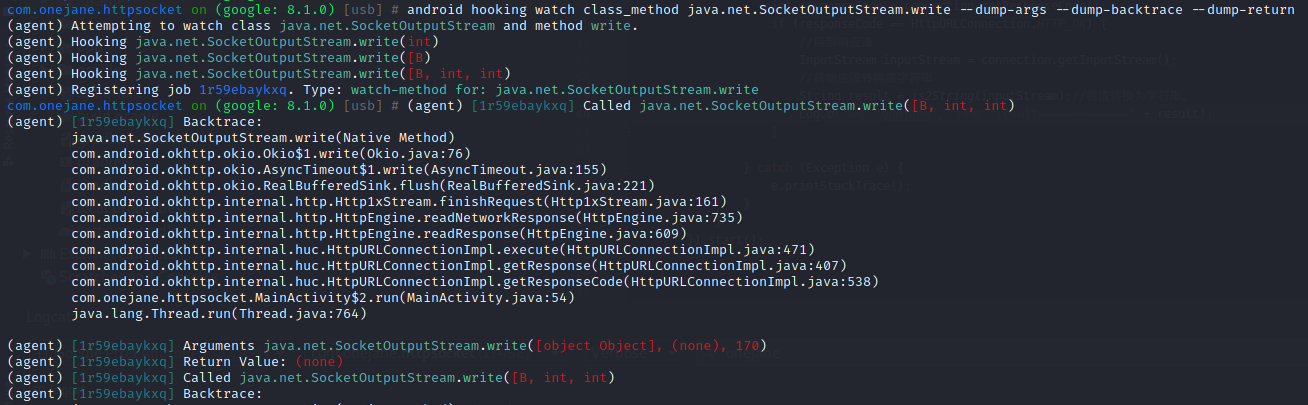 com.onejane.httpsocket on (google: 8.1.0) [usb] # android hooking watch class_method java.net.SocketOutputStream.write --dump-args --dump-backtrace --dump-return
(agent) Attempting to watch class java.net.SocketOutputStream and method write.
(agent) Hooking java.net.SocketOutputStream.write(int)
(agent) Hooking java.net.SocketOutputStream.write([B)
(agent) Hooking java.net.SocketOutputStream.write([B, int, int)
(agent) Registering job 1r59ebaykxq. Type: watch-method for: java.net.SocketOutputStream.write
com.onejane.httpsocket on (google: 8.1.0) [usb] # (agent) [1r59ebaykxq] Called java.net.SocketOutputStream.write([B, int, int)
(agent) [1r59ebaykxq] Backtrace:
java.net.SocketOutputStream.write(Native Method)
com.android.okhttp.okio.Okio$1.write(Okio.java:76)
com.android.okhttp.okio.AsyncTimeout$1.write(AsyncTimeout.java:155)
com.android.okhttp.okio.RealBufferedSink.flush(RealBufferedSink.java:221)
com.android.okhttp.internal.http.Http1xStream.finishRequest(Http1xStream.java:161)
com.android.okhttp.internal.http.HttpEngine.readNetworkResponse(HttpEngine.java:735)
com.android.okhttp.internal.http.HttpEngine.readResponse(HttpEngine.java:609)
com.android.okhttp.internal.huc.HttpURLConnectionImpl.execute(HttpURLConnectionImpl.java:471)
com.android.okhttp.internal.huc.HttpURLConnectionImpl.getResponse(HttpURLConnectionImpl.java:407)
com.android.okhttp.internal.huc.HttpURLConnectionImpl.getResponseCode(HttpURLConnectionImpl.java:538)
com.onejane.httpsocket.MainActivity$2.run(MainActivity.java:54)
java.lang.Thread.run(Thread.java:764)
(agent) [1r59ebaykxq] Arguments java.net.SocketOutputStream.write([object Object], (none), 170)
(agent) [1r59ebaykxq] Return Value: (none)
(agent) [1r59ebaykxq] Called java.net.SocketOutputStream.write([B, int, int)
(agent) [1r59ebaykxq] Backtrace: